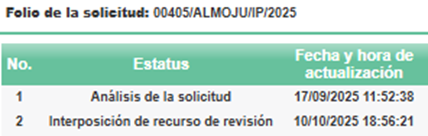 Folio de la solicitud: 00405/ALMOJU/IP/2025
No. Estatus Fecha y hora de actualización
1 Análisis de la solicitud 17/09/2025 11:52:38
2 Interposición de recurso de revisión 10/10/2025 18:56:21